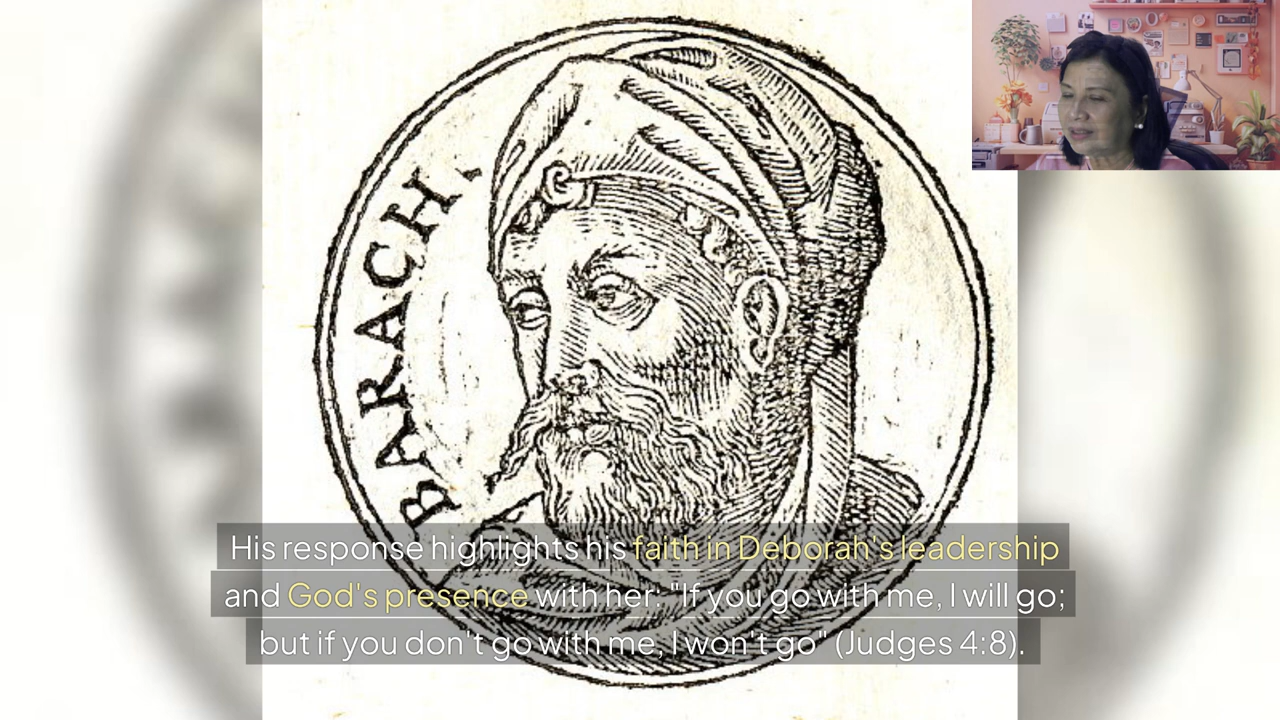 BARACH.
His response highlights his faith in Deborah's leadership
and God's presence with her: "If you go with me, I will go;
but if you don't go with me, I won't go" (Judges 4:8).